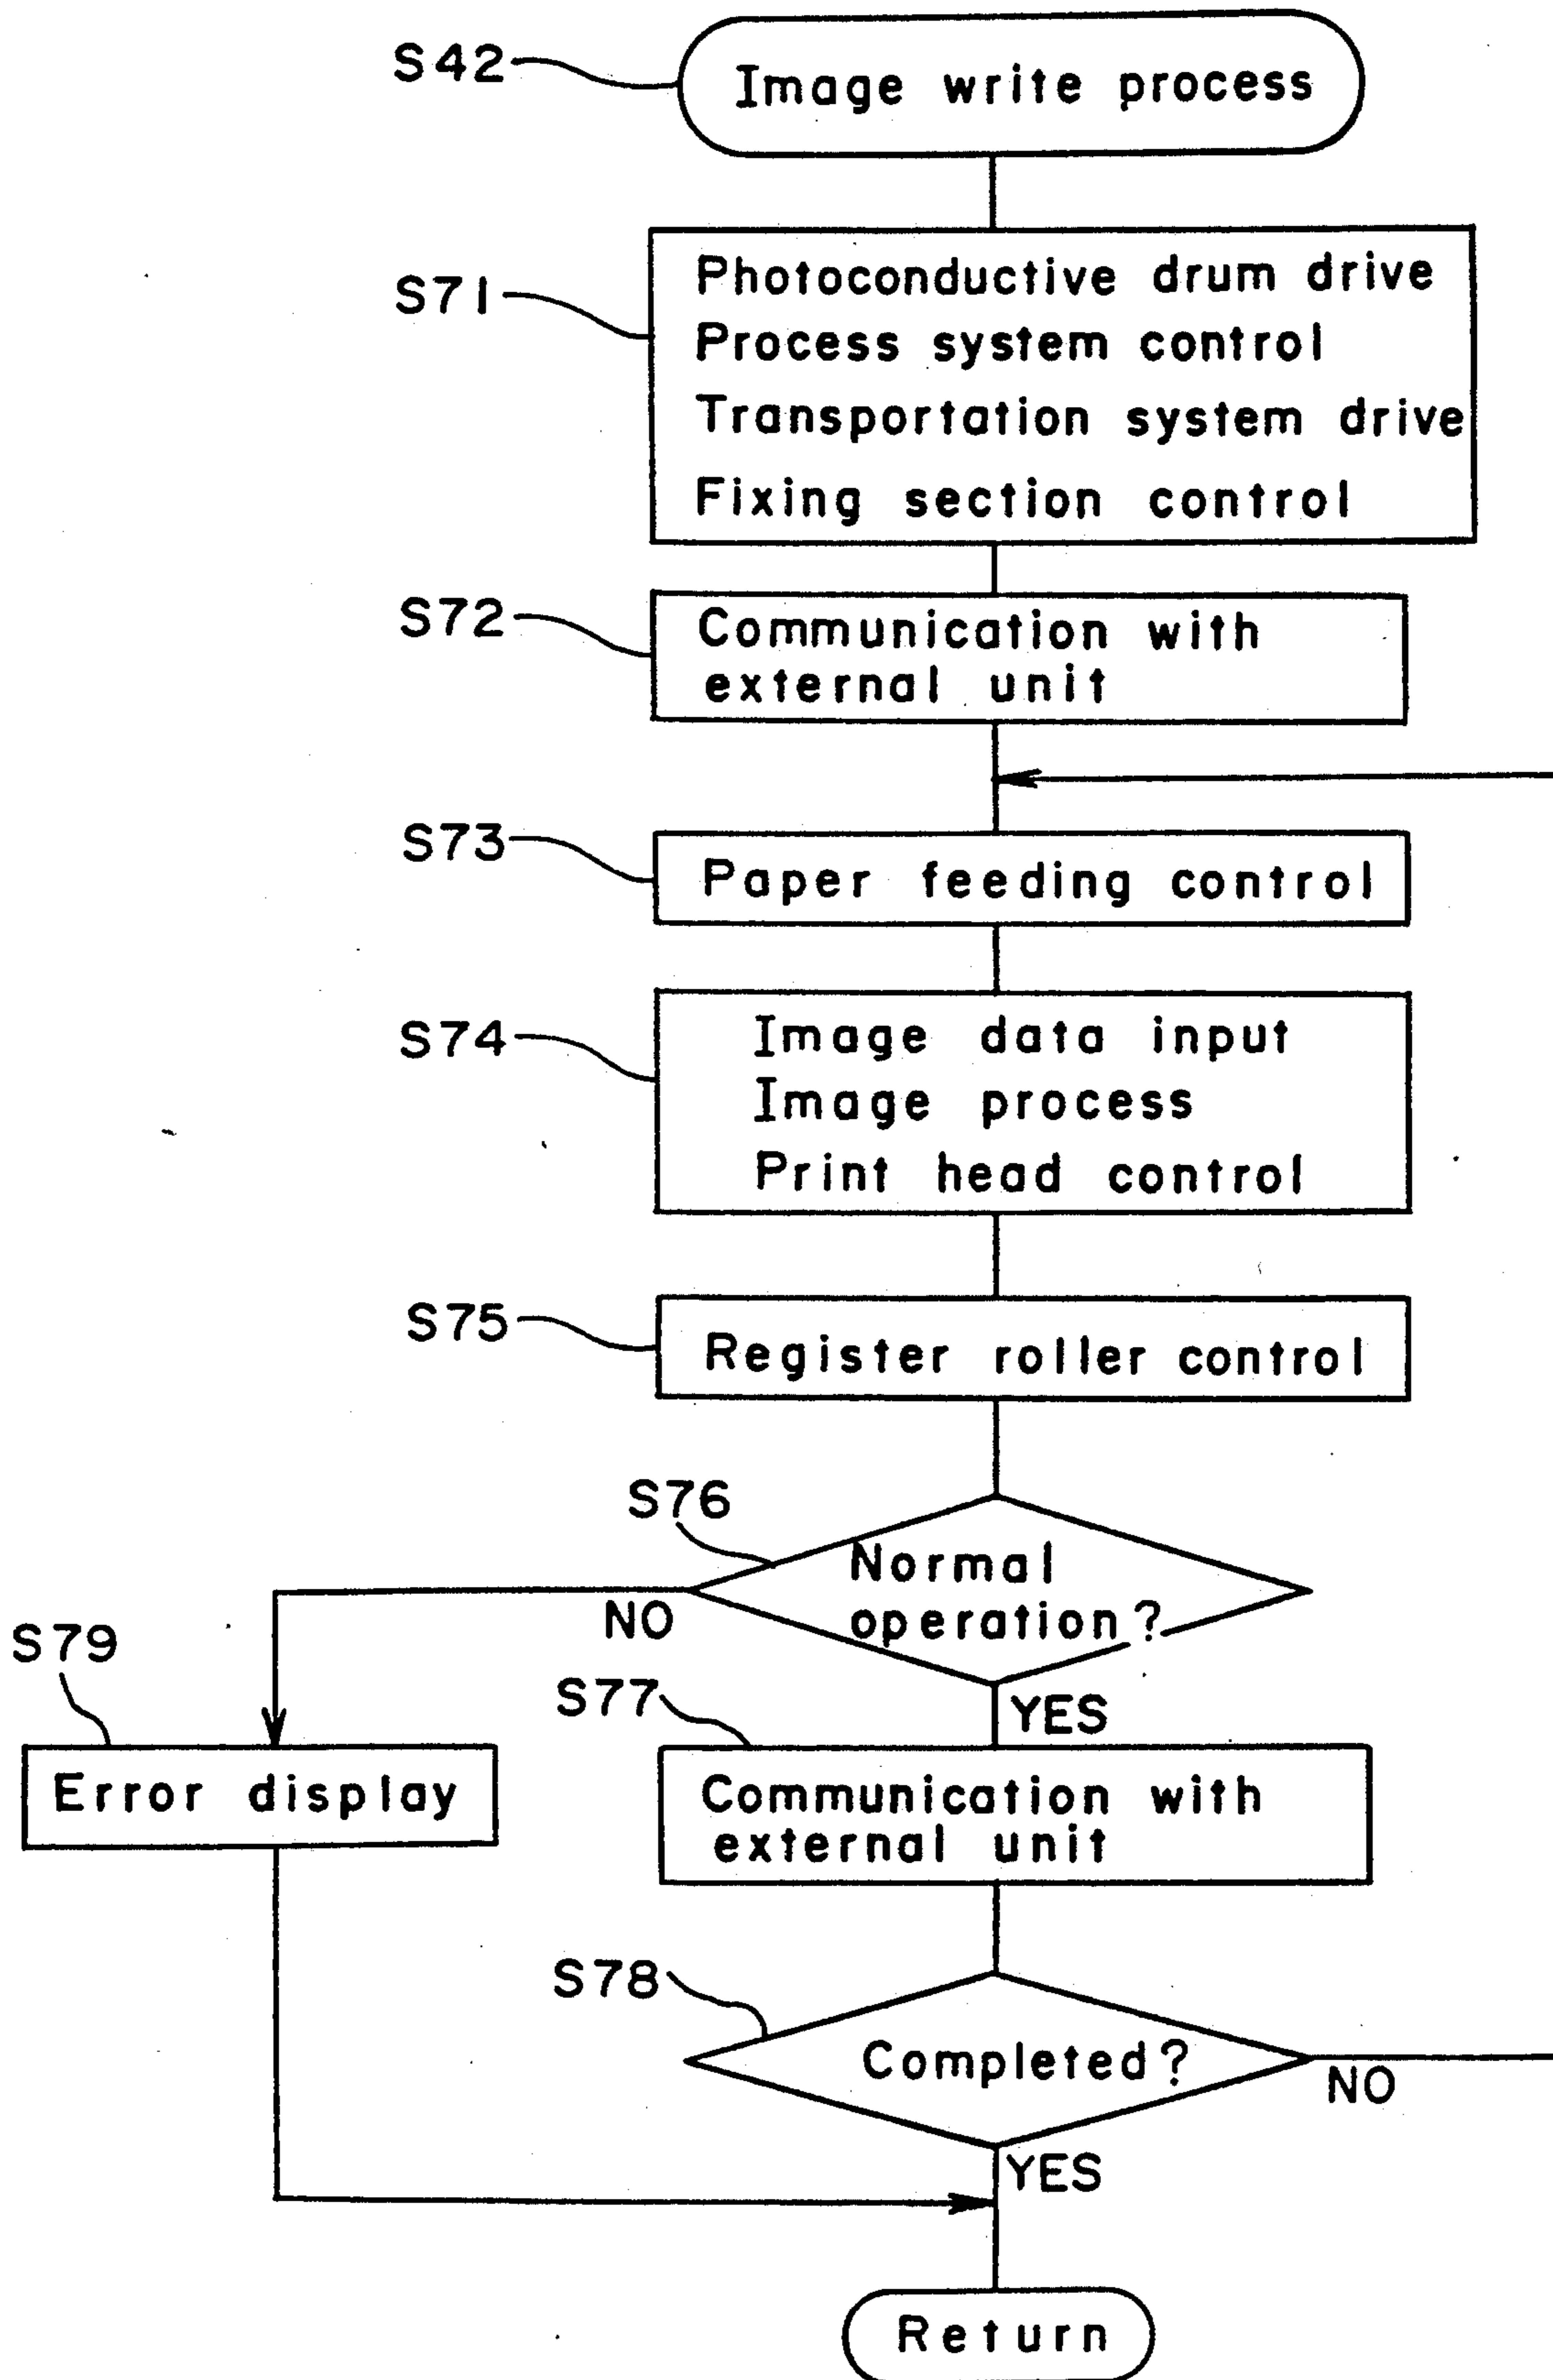 S42
Image write process
S71
Photoconductive drum drive
Process system control
Transportation system drive
Fixing section control
S72
Communication with
external unit
S73
Paper feeding control
S74
Image data input
Image process
Print head control
S75
Register roller control
S76
Normal
operation?
NO
S79
S77
YES
Error display
Communication with
external unit
S78
Completed?
NO
YES
Return